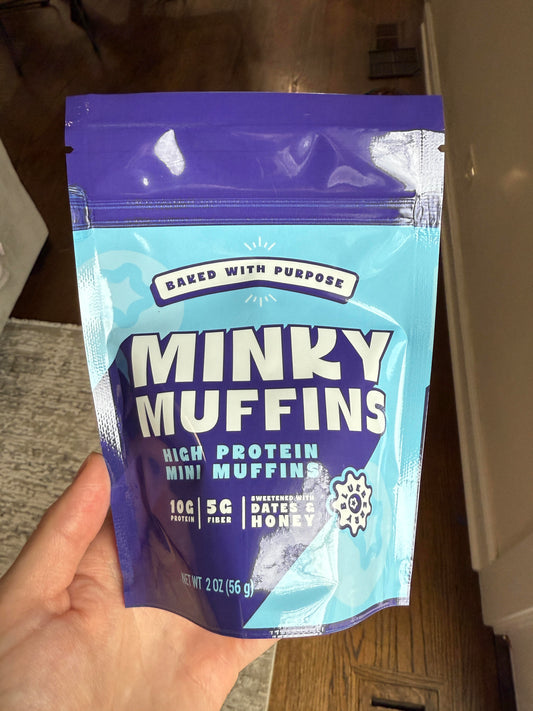 BAKED WITH PURPOSE
MINKY
MUFFINS
HIGH PROTEIN
MINI MUFFINS
10G
PROTEIN
5G
FIBER
SWEETENED WITH
DATES &
HONEY
NET WT 2 OZ (56 g)